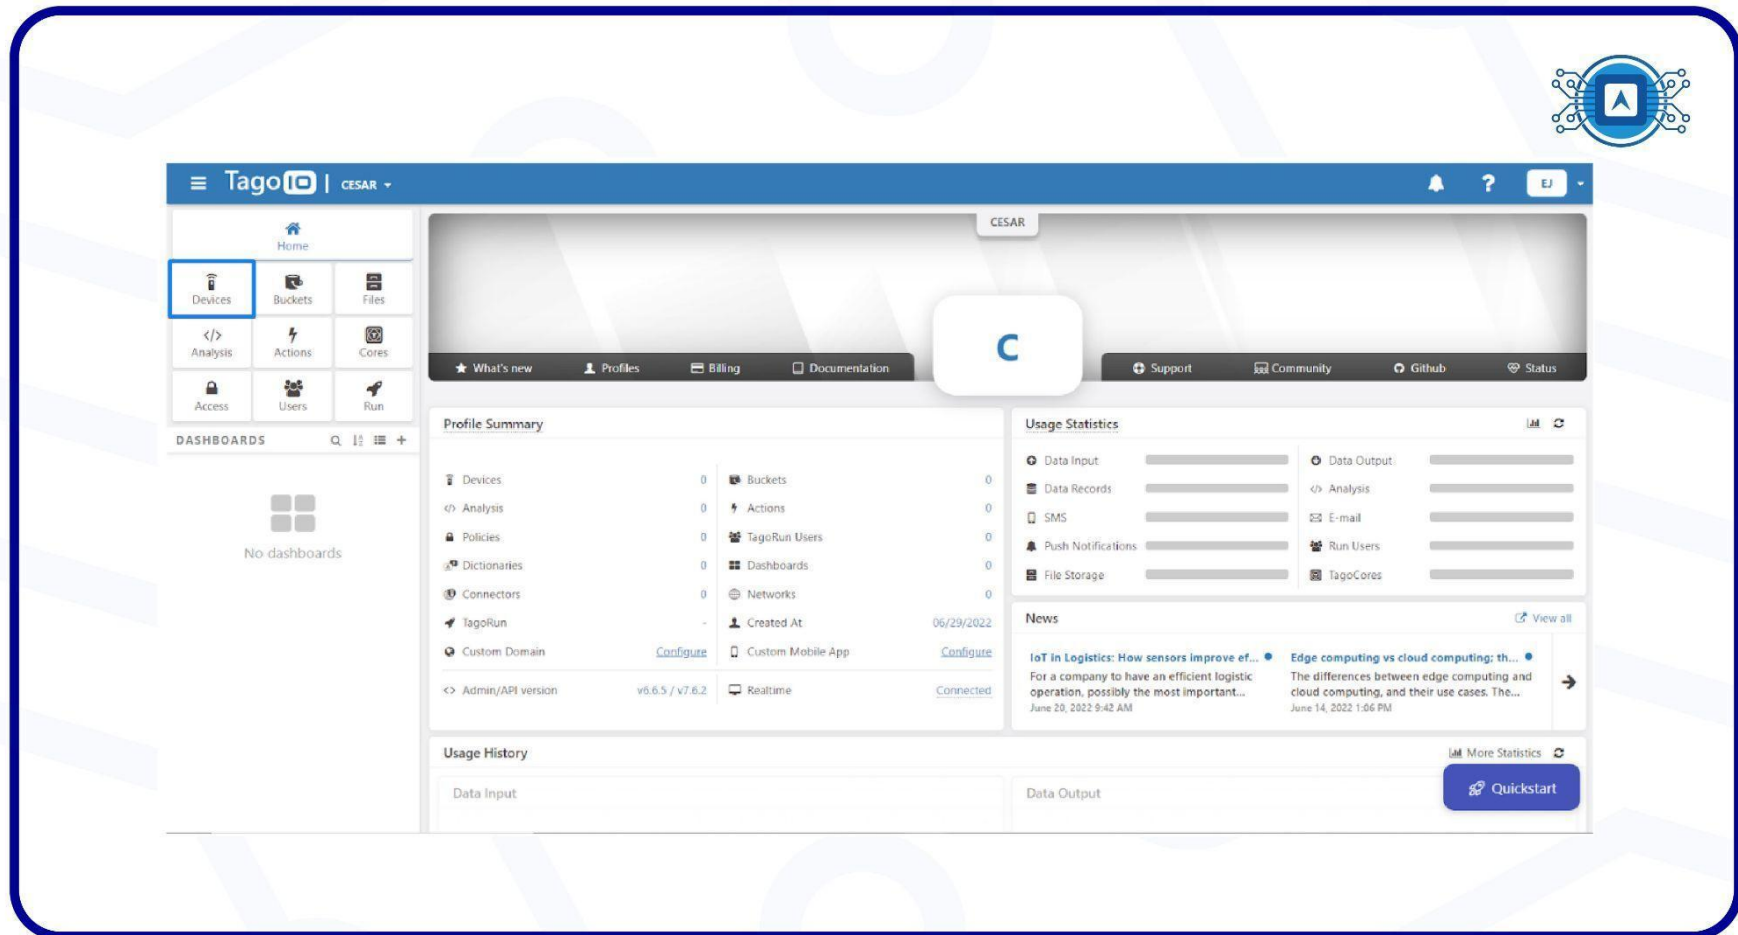 TagoIO | CESAR
EJ
Home
Devices Buckets Files
Analysis Actions Cores
Access Users Run
DASHBOARDS
No dashboards
CESAR
C
What's new Profiles Billing Documentation Support Community Github Status
Profile Summary
Devices 0 Buckets 0
Analysis 0 Actions 0
Policies 0 TagoRun Users 0
Dictionaries 0 Dashboards 0
Connectors 0 Networks 0
TagoRun - Created At 06/29/2022
Custom Domain Configure Custom Mobile App Configure
Admin/API version v6.6.5 / v7.6.2 Realtime Connected
Usage Statistics
Data Input Data Output
Data Records Analysis
SMS E-mail
Push Notifications Run Users
File Storage TagoCores
News View all
IoT in Logistics: How sensors improve ef...
For a company to have an efficient logistic
operation, possibly the most important...
June 20, 2022 9:42 AM
Edge computing vs cloud computing: th...
The differences between edge computing and
cloud computing, and their use cases. The...
June 14, 2022 1:06 PM
Usage History More Statistics
Data Input Data Output
Quickstart